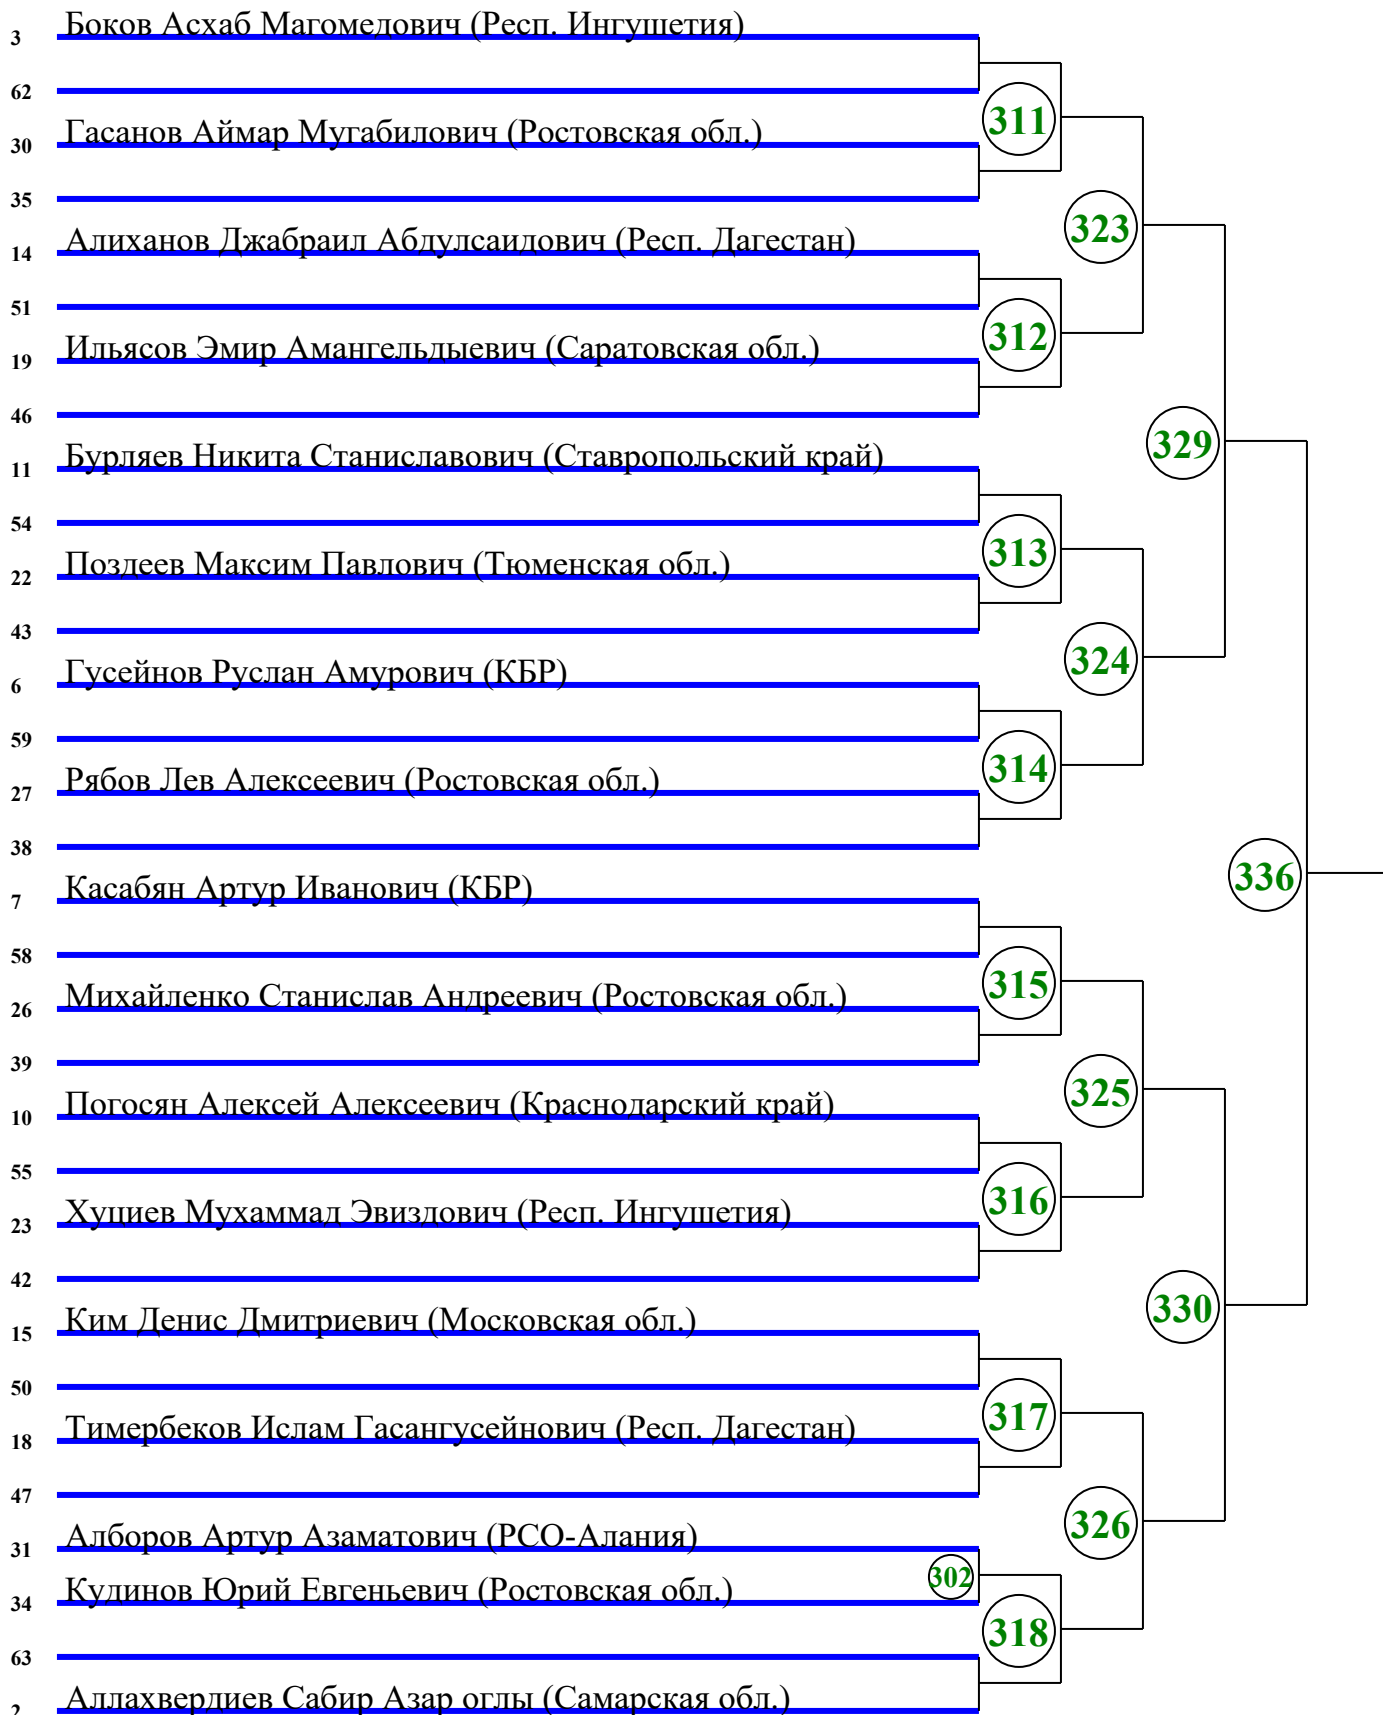 3 Боков Асхаб Магомедович (Респ. Ингушетия)
62
311
30 Гасанов Аймар Мугабилович (Ростовская обл.)
35
323
14 Алиханов Джабраил Абдулсаидович (Респ. Дагестан)
51
312
19 Ильясов Эмир Амангельдыевич (Саратовская обл.)
46
329
11 Бурляев Никита Станиславович (Ставропольский край)
54
313
22 Поздеев Максим Павлович (Тюменская обл.)
43
324
6 Гусейнов Руслан Амурович (КБР)
59
314
27 Рябов Лев Алексеевич (Ростовская обл.)
38
336
7 Касабян Артур Иванович (КБР)
58
315
26 Михайленко Станислав Андреевич (Ростовская обл.)
39
325
10 Погосян Алексей Алексеевич (Краснодарский край)
55
316
23 Хуциев Мухаммад Эвиздович (Респ. Ингушетия)
42
330
15 Ким Денис Дмитриевич (Московская обл.)
50
317
18 Тимербеков Ислам Гасангусейнович (Респ. Дагестан)
47
326
31 Алборов Артур Азаматович (РСО-Алания)
302
34 Кудинов Юрий Евгеньевич (Ростовская обл.)
318
63
2 Аллахвердиев Сабир Азар оглы (Самарская обл.)